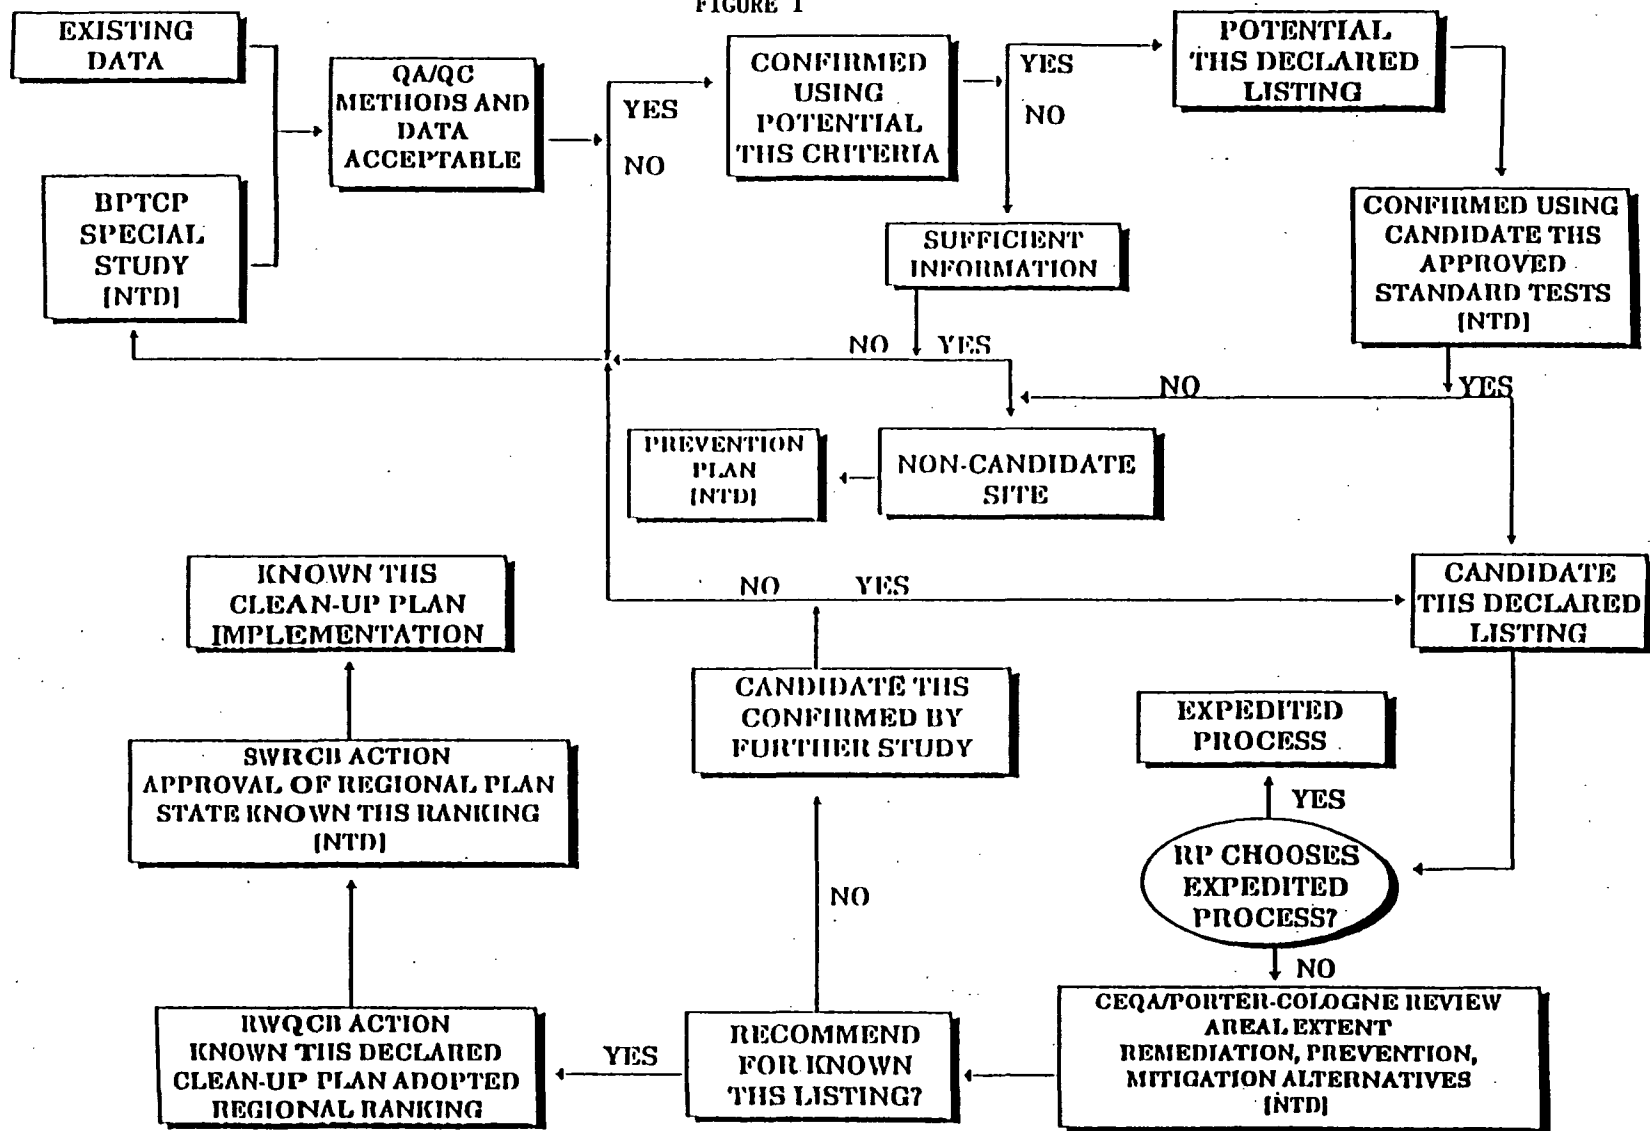 FIGURE 1
EXISTING
DATA
QA/QC
METHODS AND
DATA
ACCEPTABLE
BPTCP
SPECIAL
STUDY
[NTD]
YES
NO
CONFIRMED
USING
POTENTIAL
THS CRITERIA
YES
NO
POTENTIAL
THS DECLARED
LISTING
SUFFICIENT
INFORMATION
NO YES
CONFIRMED USING
CANDIDATE THS
APPROVED
STANDARD TESTS
[NTD]
NO YES
PREVENTION
PLAN
[NTD]
NON-CANDIDATE
SITE
CANDIDATE
THS DECLARED
LISTING
NO YES
KNOWN THS
CLEAN-UP PLAN
IMPLEMENTATION
CANDIDATE THS
CONFIRMED BY
FURTHER STUDY
EXPEDITED
PROCESS
YES
RP CHOOSES
EXPEDITED
PROCESS?
NO
SWRCB ACTION
APPROVAL OF REGIONAL PLAN
STATE KNOWN THS RANKING
[NTD]
NO
RWQCB ACTION
KNOWN THS DECLARED
CLEAN-UP PLAN ADOPTED
REGIONAL RANKING
YES
RECOMMEND
FOR KNOWN
THS LISTING?
CEQA/PORTER-COLOGNE REVIEW
AREAL EXTENT
REMEDIATION, PREVENTION,
MITIGATION ALTERNATIVES
[NTD]